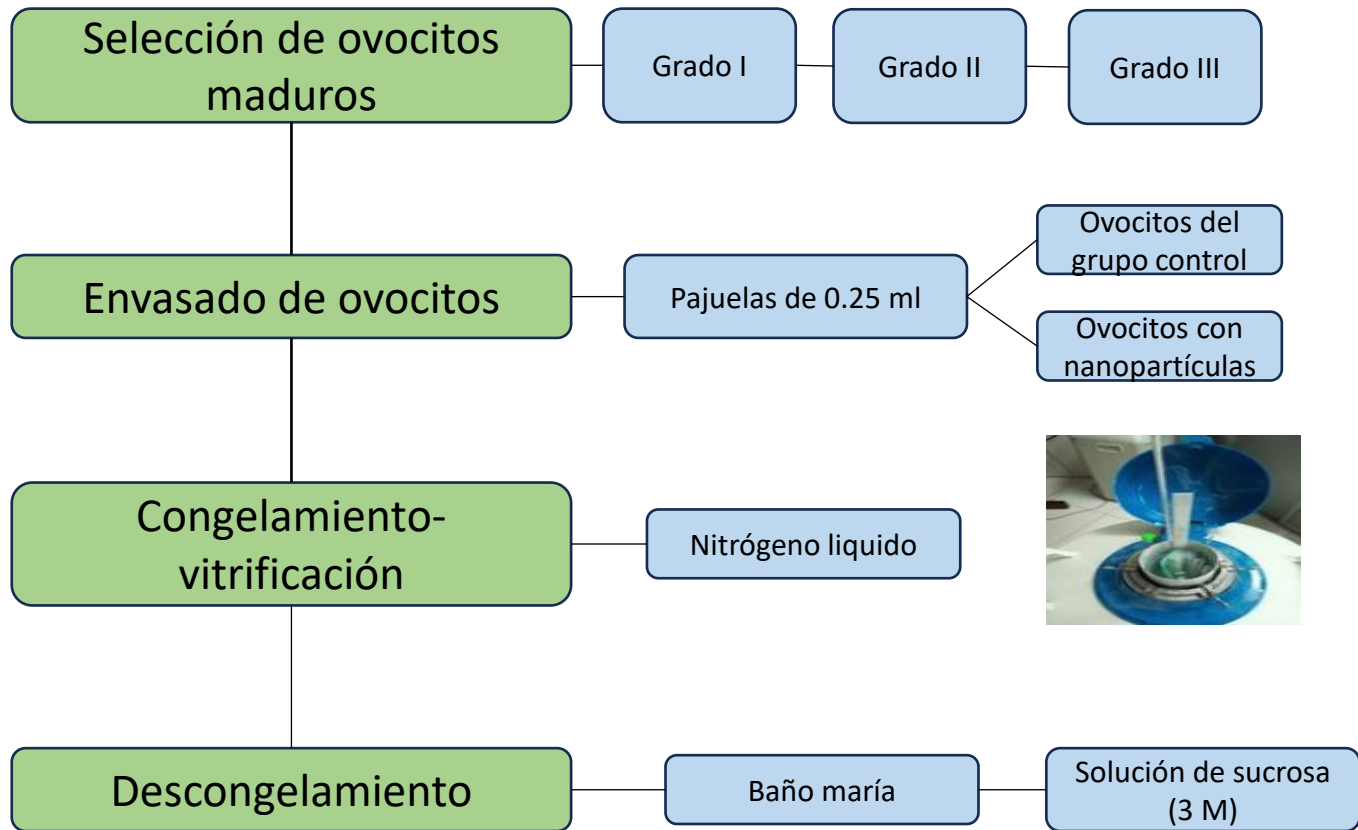 Selección de ovocitos
maduros
Grado I
Grado II
Grado III
Envasado de ovocitos
Pajuelas de 0.25 ml
Ovocitos del
grupo control
Ovocitos con
nanopartículas
Congelamiento-
vitrificación
Nitrógeno liquido
Descongelamiento
Baño maría
Solución de sucrosa
(3 M)